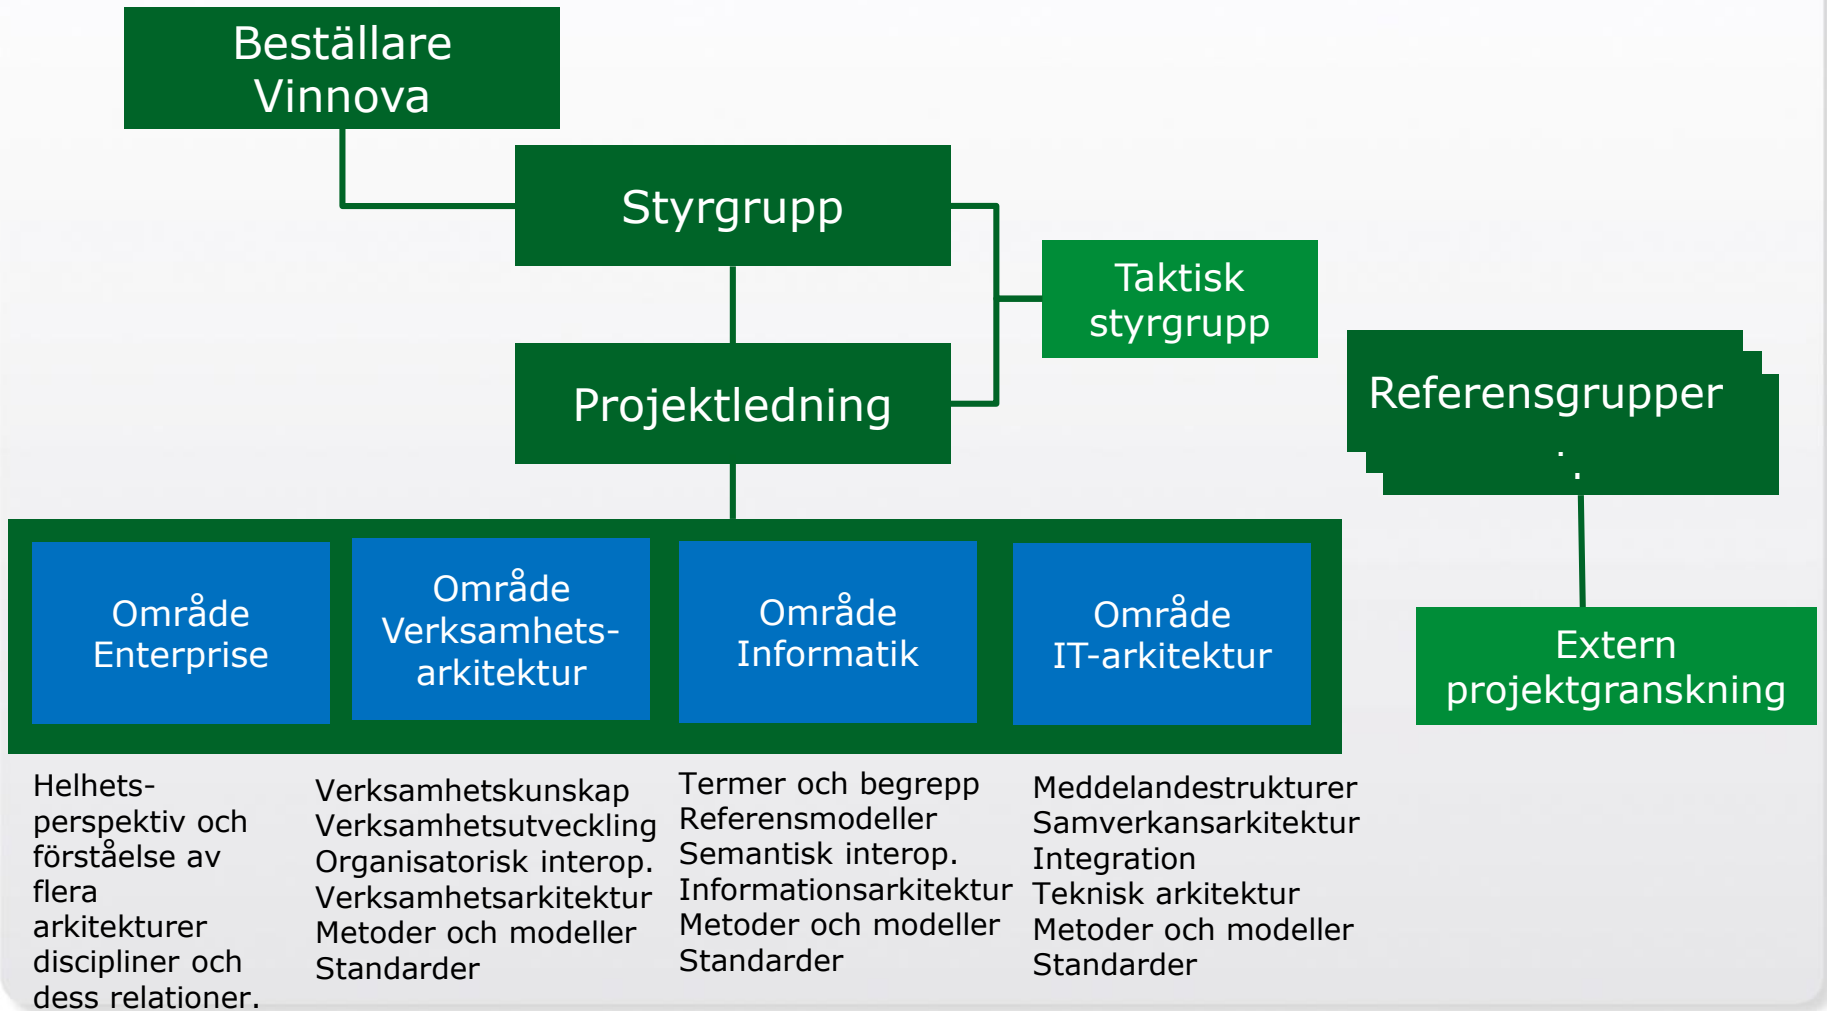 Beställare
Vinnova
Styrgrupp
Taktisk
styrgrupp
Projektledning
Referensgrupper
.
.
Område
Enterprise
Område
Verksamhets-
arkitektur
Område
Informatik
Område
IT-arkitektur
Extern
projektgranskning
Helhets-
perspektiv och
förståelse av
flera
arkitekturer
discipliner och
dess relationer.
Verksamhetskunskap
Verksamhetsutveckling
Organisatorisk interop.
Verksamhetsarkitektur
Metoder och modeller
Standarder
Termer och begrepp
Referensmodeller
Semantisk interop.
Informationsarkitektur
Metoder och modeller
Standarder
Meddelandestrukturer
Samverkansarkitektur
Integration
Teknisk arkitektur
Metoder och modeller
Standarder